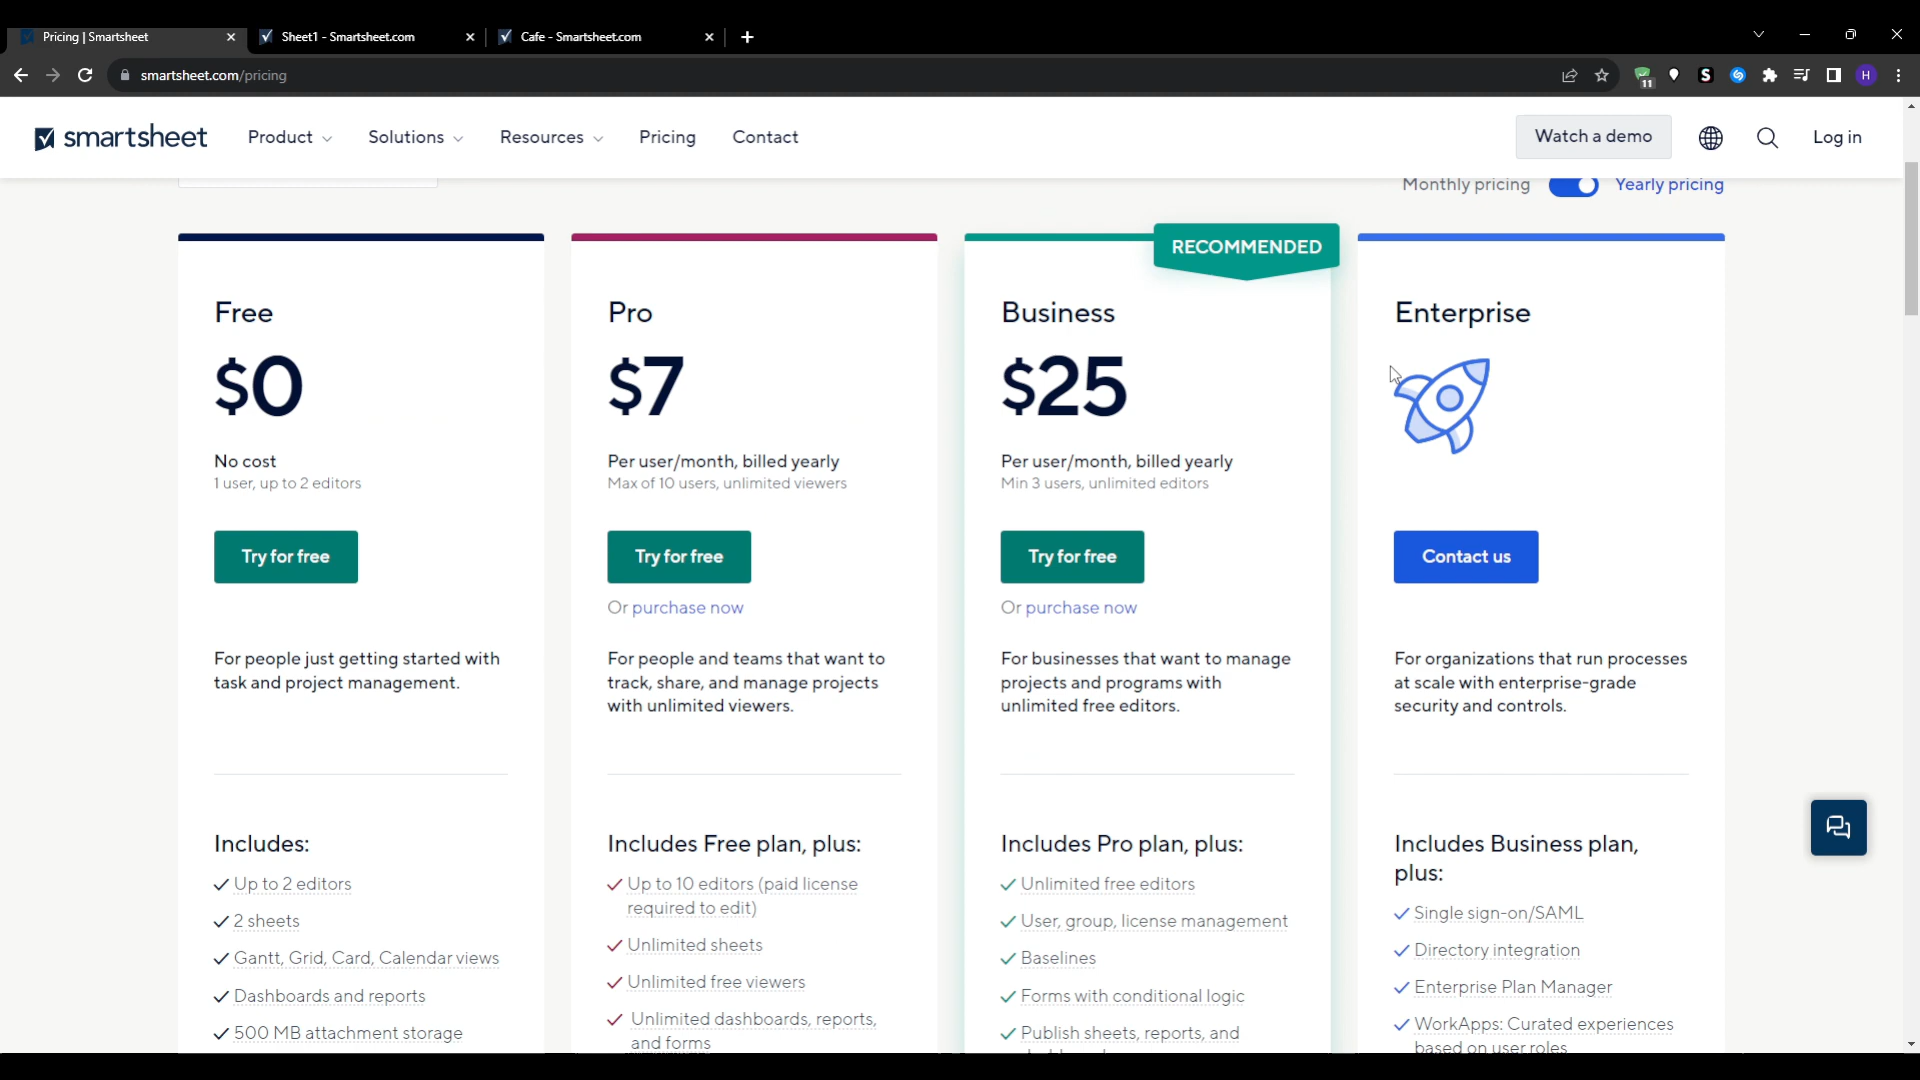 Pricing | Smartsheet
Sheet1 - Smartsheet.com
Cafe - Smartsheet.com
smartsheet.com/pricing
11
S
H
smartsheet
Product
Solutions
Resources
Pricing
Contact
Watch a demo
Log in
Monthly pricing
Yearly pricing
RECOMMENDED
Free
$0
No cost
1 user, up to 2 editors
Try for free
For people just getting started with
task and project management.
Includes:
Up to 2 editors
2 sheets
Gantt, Grid, Card, Calendar views
Dashboards and reports
500 MB attachment storage
Pro
$7
Per user/month, billed yearly
Max of 10 users, unlimited viewers
Try for free
Or purchase now
For people and teams that want to
track, share, and manage projects
with unlimited viewers.
Includes Free plan, plus:
Up to 10 editors (paid license
required to edit)
Unlimited sheets
Unlimited free viewers
Unlimited dashboards, reports,
and forms
Business
$25
Per user/month, billed yearly
Min 3 users, unlimited editors
Try for free
Or purchase now
For businesses that want to manage
projects and programs with
unlimited free editors.
Includes Pro plan, plus:
Unlimited free editors
User, group, license management
Baselines
Forms with conditional logic
Publish sheets, reports, and
Enterprise
Contact us
For organizations that run processes
at scale with enterprise-grade
security and controls.
Includes Business plan,
plus:
Single sign-on/SAML
Directory integration
Enterprise Plan Manager
WorkApps: Curated experiences
based on user roles